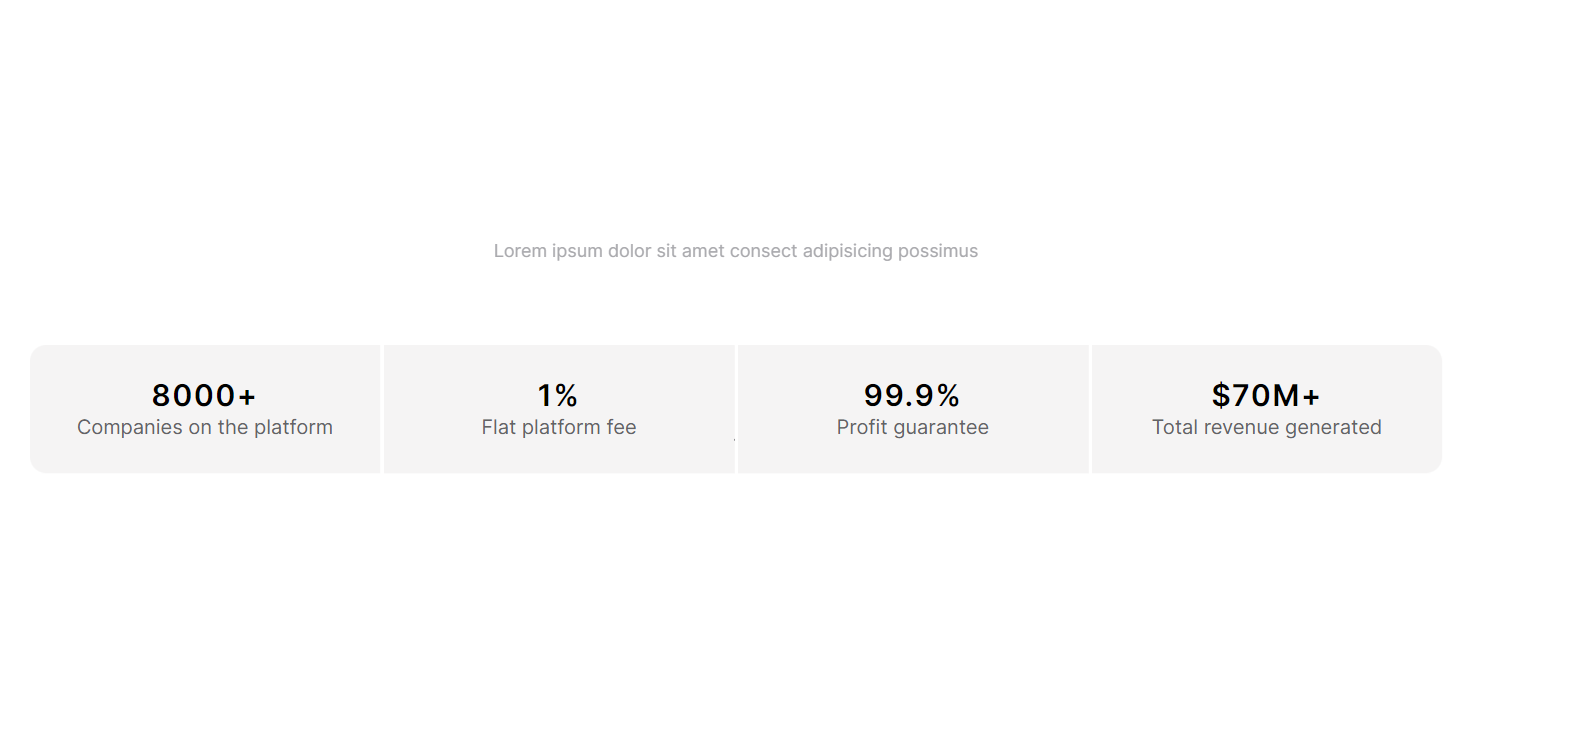 Lorem ipsum dolor sit amet consect adipisicing possimus
8000+
Companies on the platform
1%
Flat platform fee
99.9%
Profit guarantee
$70M+
Total revenue generated